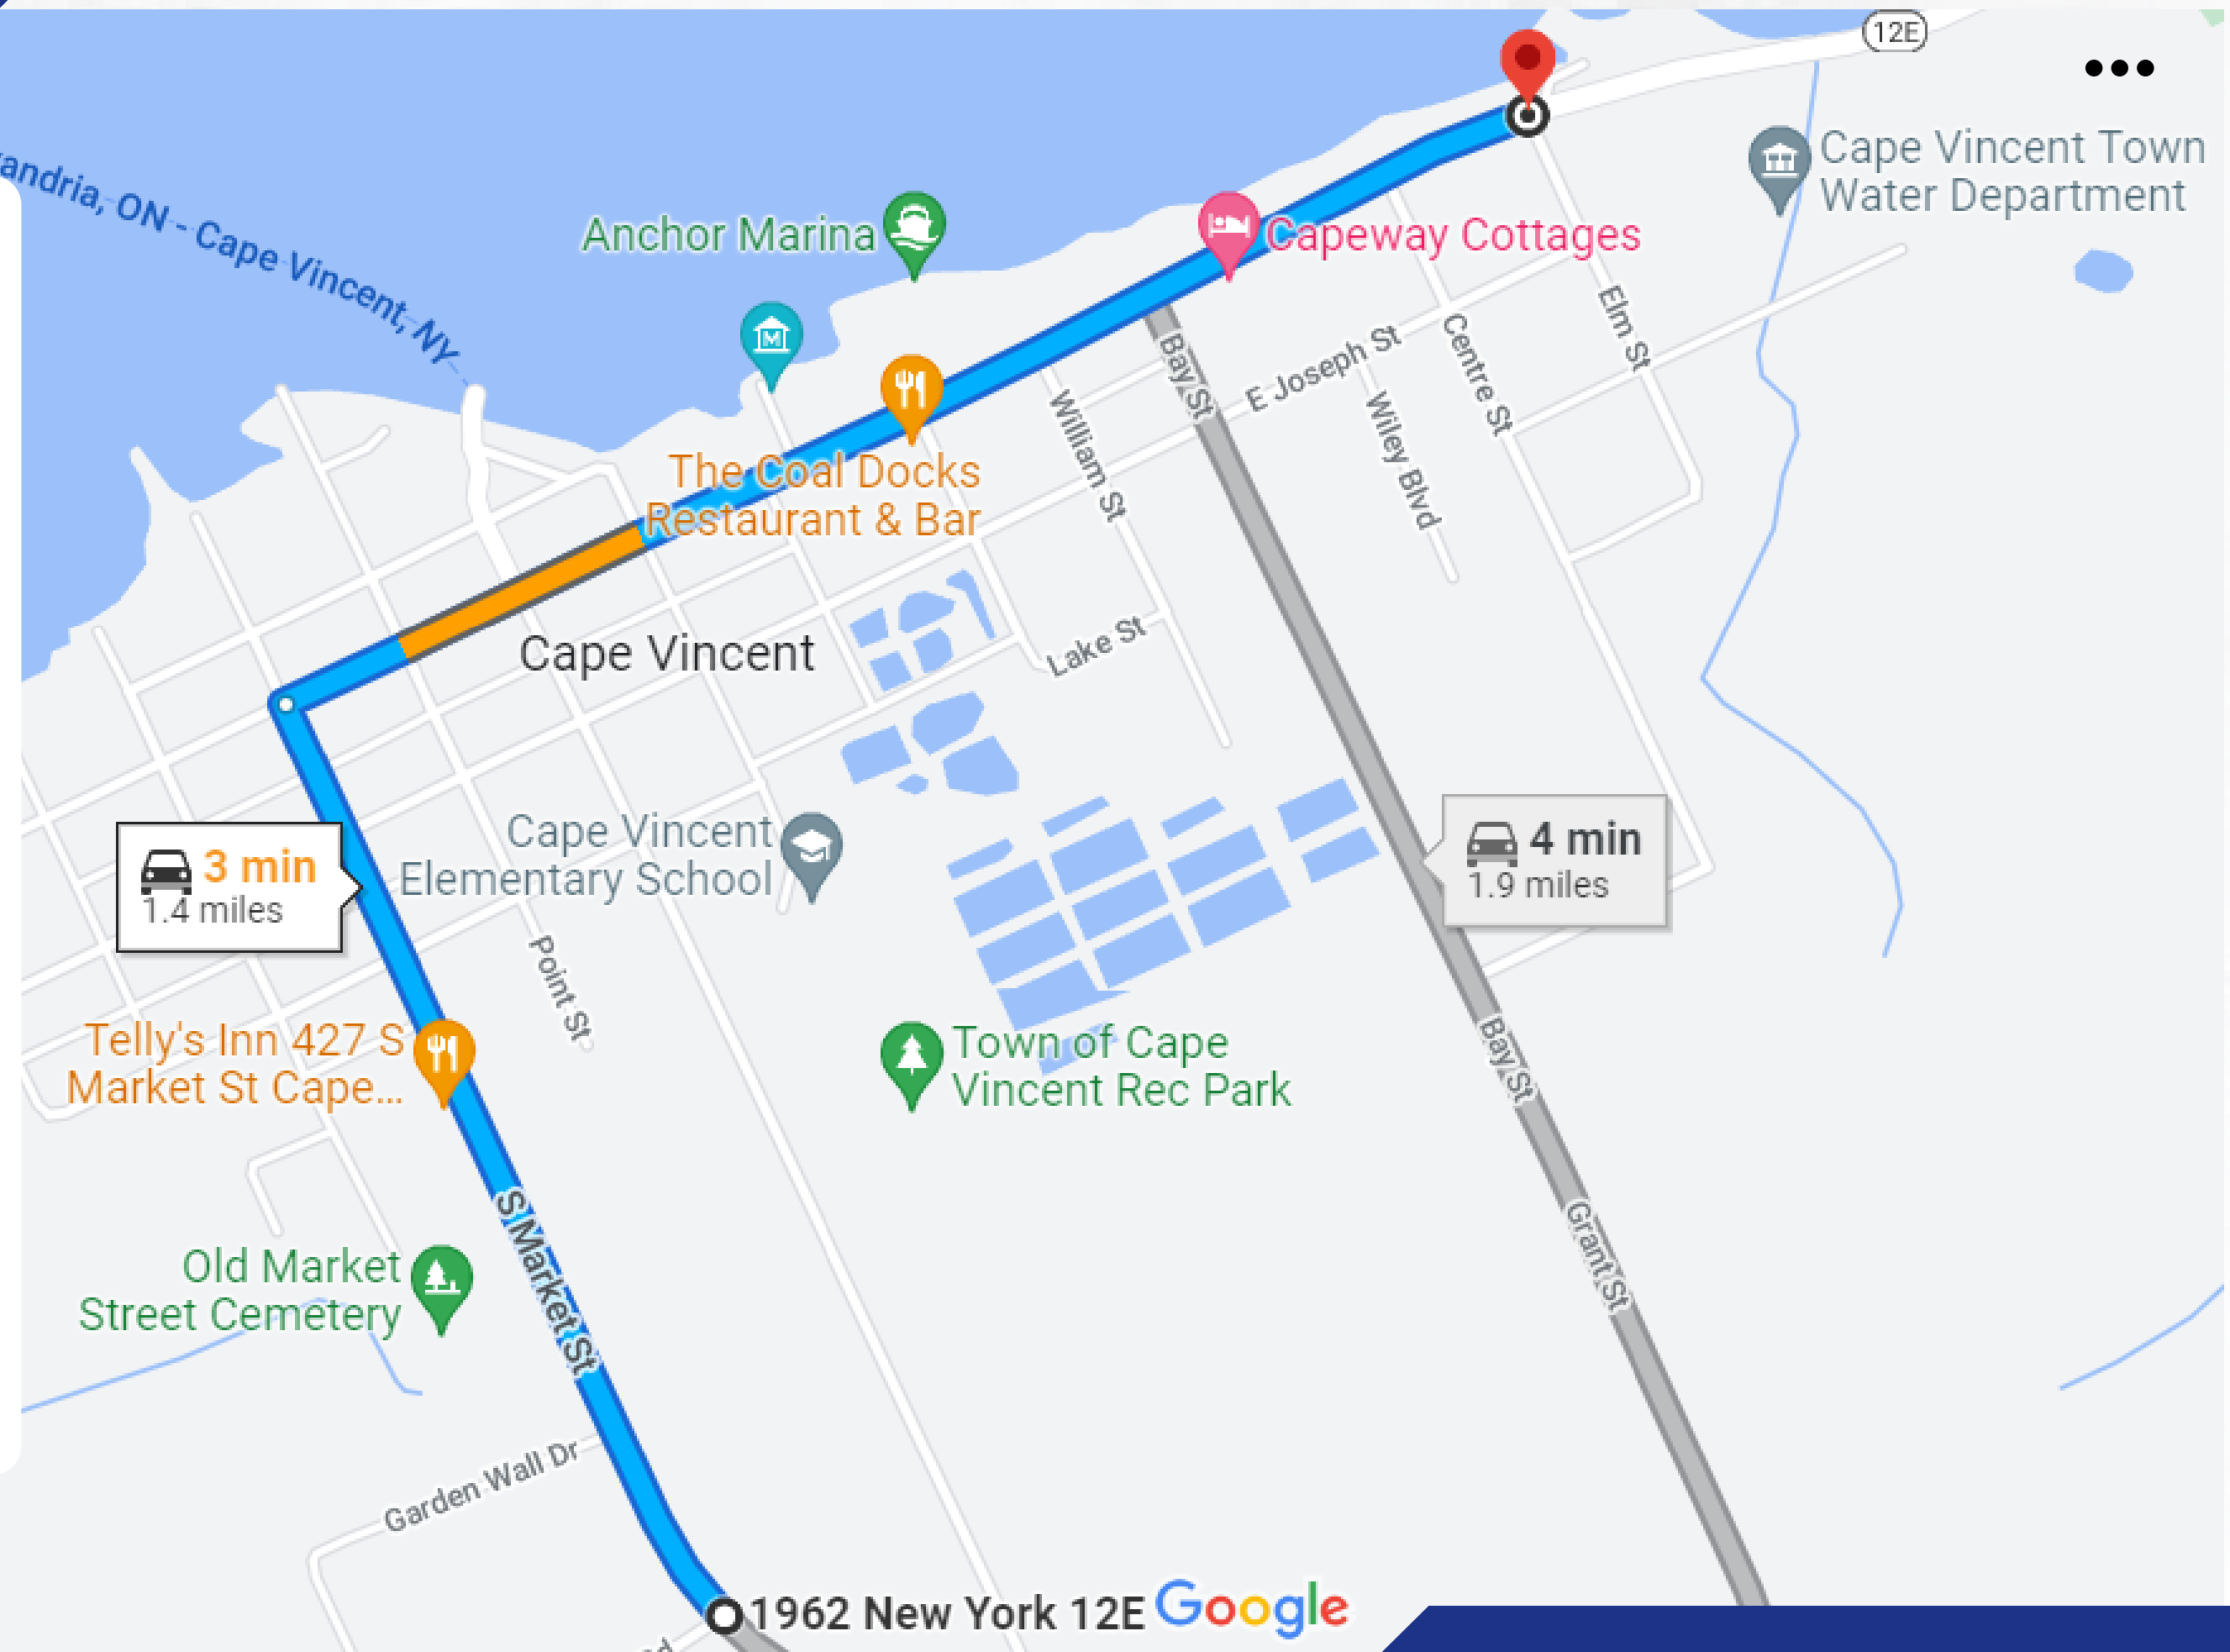 12E
Cape Vincent Town
Water Department
andria, ON - Cape Vincent, NY
Anchor Marina
Capeway Cottages
Elm St
Centre St
E Joseph St
Bay St
Wiley Blvd
William St
The Coal Docks
Restaurant & Bar
Cape Vincent
Lake St
3 min
1.4 miles
Cape Vincent
Elementary School
4 min
1.9 miles
Point St
Telly's Inn 427 S
Market St Cape...
Town of Cape
Vincent Rec Park
Bay St
S Market St
Grant St
Old Market
Street Cemetery
Garden Wall Dr
1962 New York 12E
Google